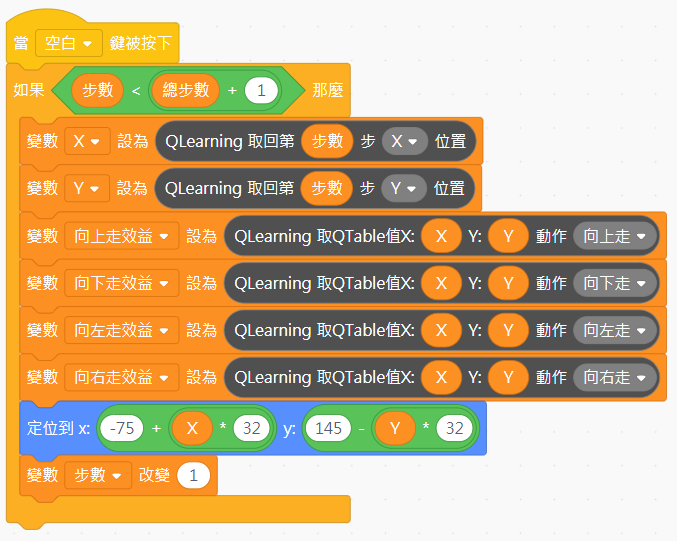 當 空白 鍵被按下
如果 步數 < 總步數 + 1 那麼
變數 X 設為 QLearning 取回第 步數 步 X 位置
變數 Y 設為 QLearning 取回第 步數 步 Y 位置
變數 向上走效益 設為 QLearning 取QTable值X: X Y: Y 動作 向上走
變數 向下走效益 設為 QLearning 取QTable值X: X Y: Y 動作 向下走
變數 向左走效益 設為 QLearning 取QTable值X: X Y: Y 動作 向左走
變數 向右走效益 設為 QLearning 取QTable值X: X Y: Y 動作 向右走
定位到 x: -75 + X * 32 y: 145 - Y * 32
變數 步數 改變 1